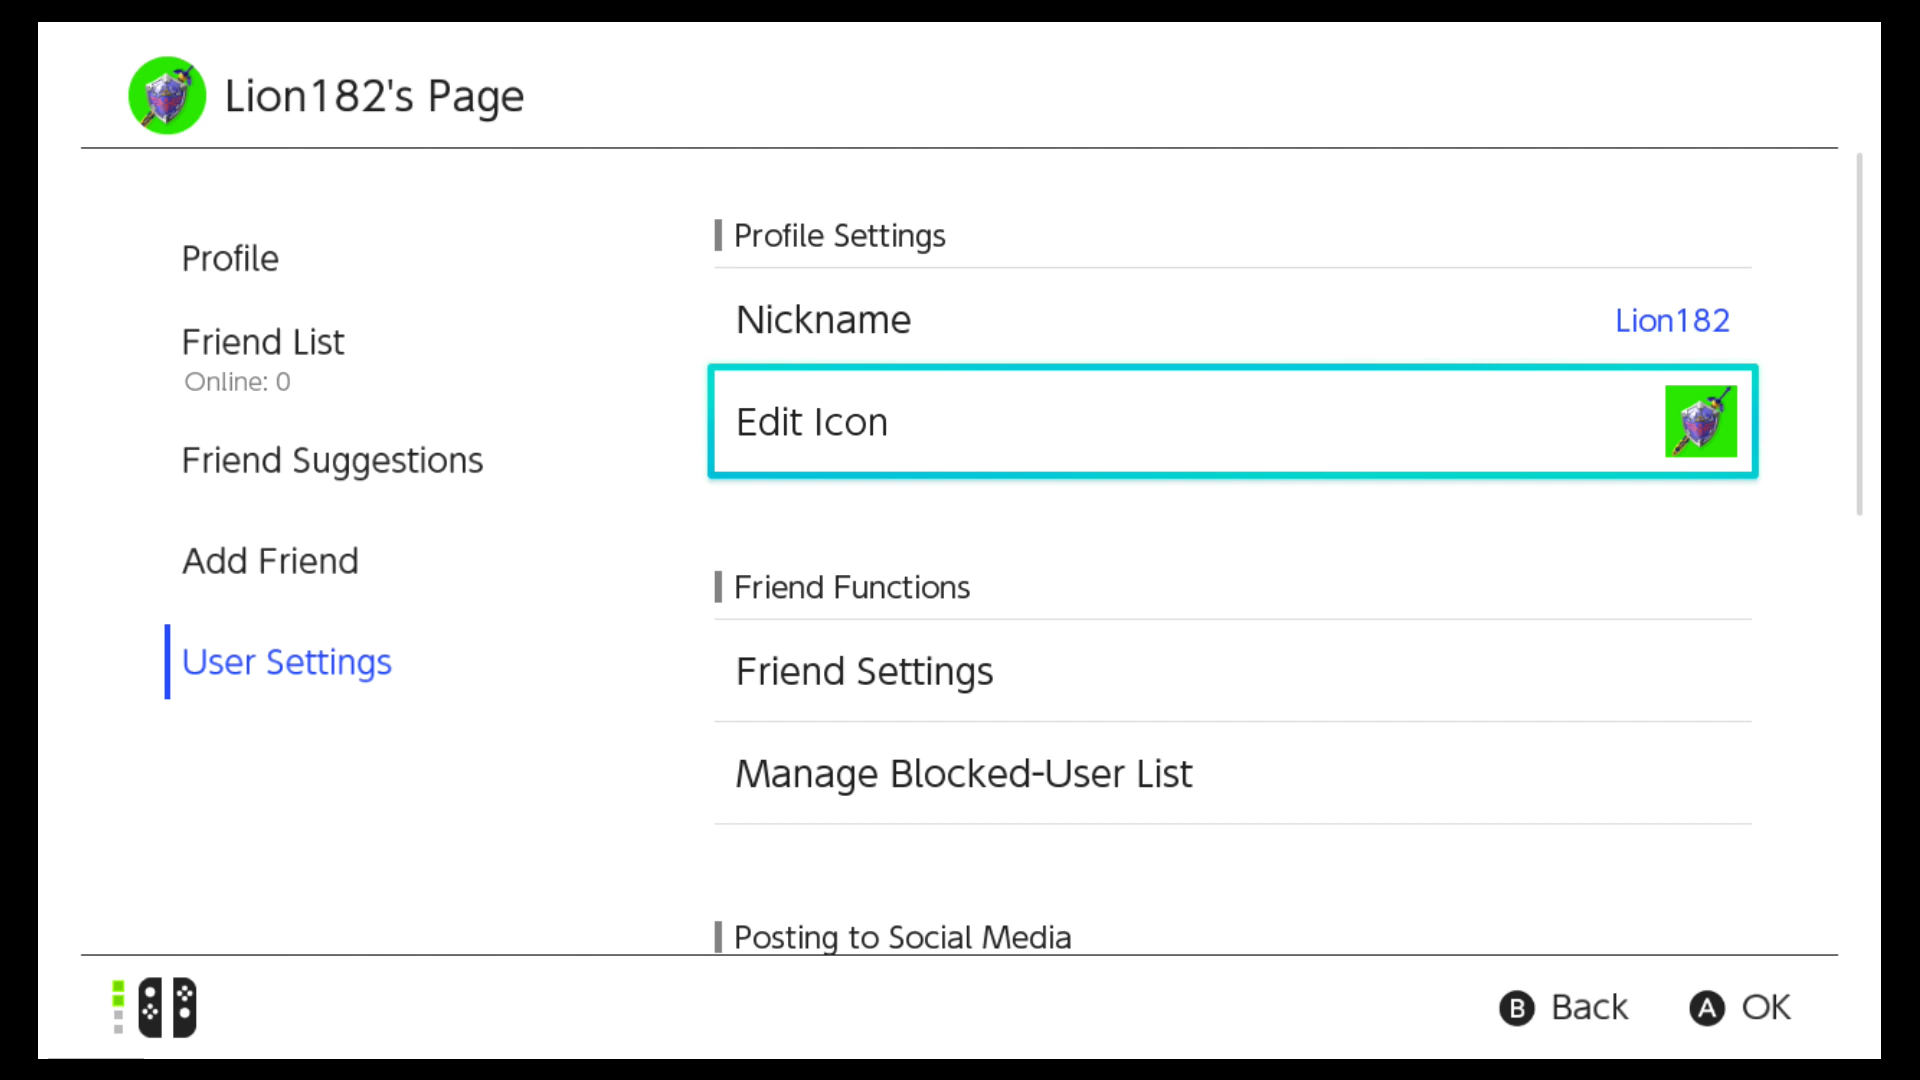 Lion182's Page
Profile
Friend List
Online: 0
Friend Suggestions
Add Friend
User Settings
Profile Settings
Nickname
Lion182
Edit Icon
Friend Functions
Friend Settings
Manage Blocked-User List
Posting to Social Media
B Back
A OK